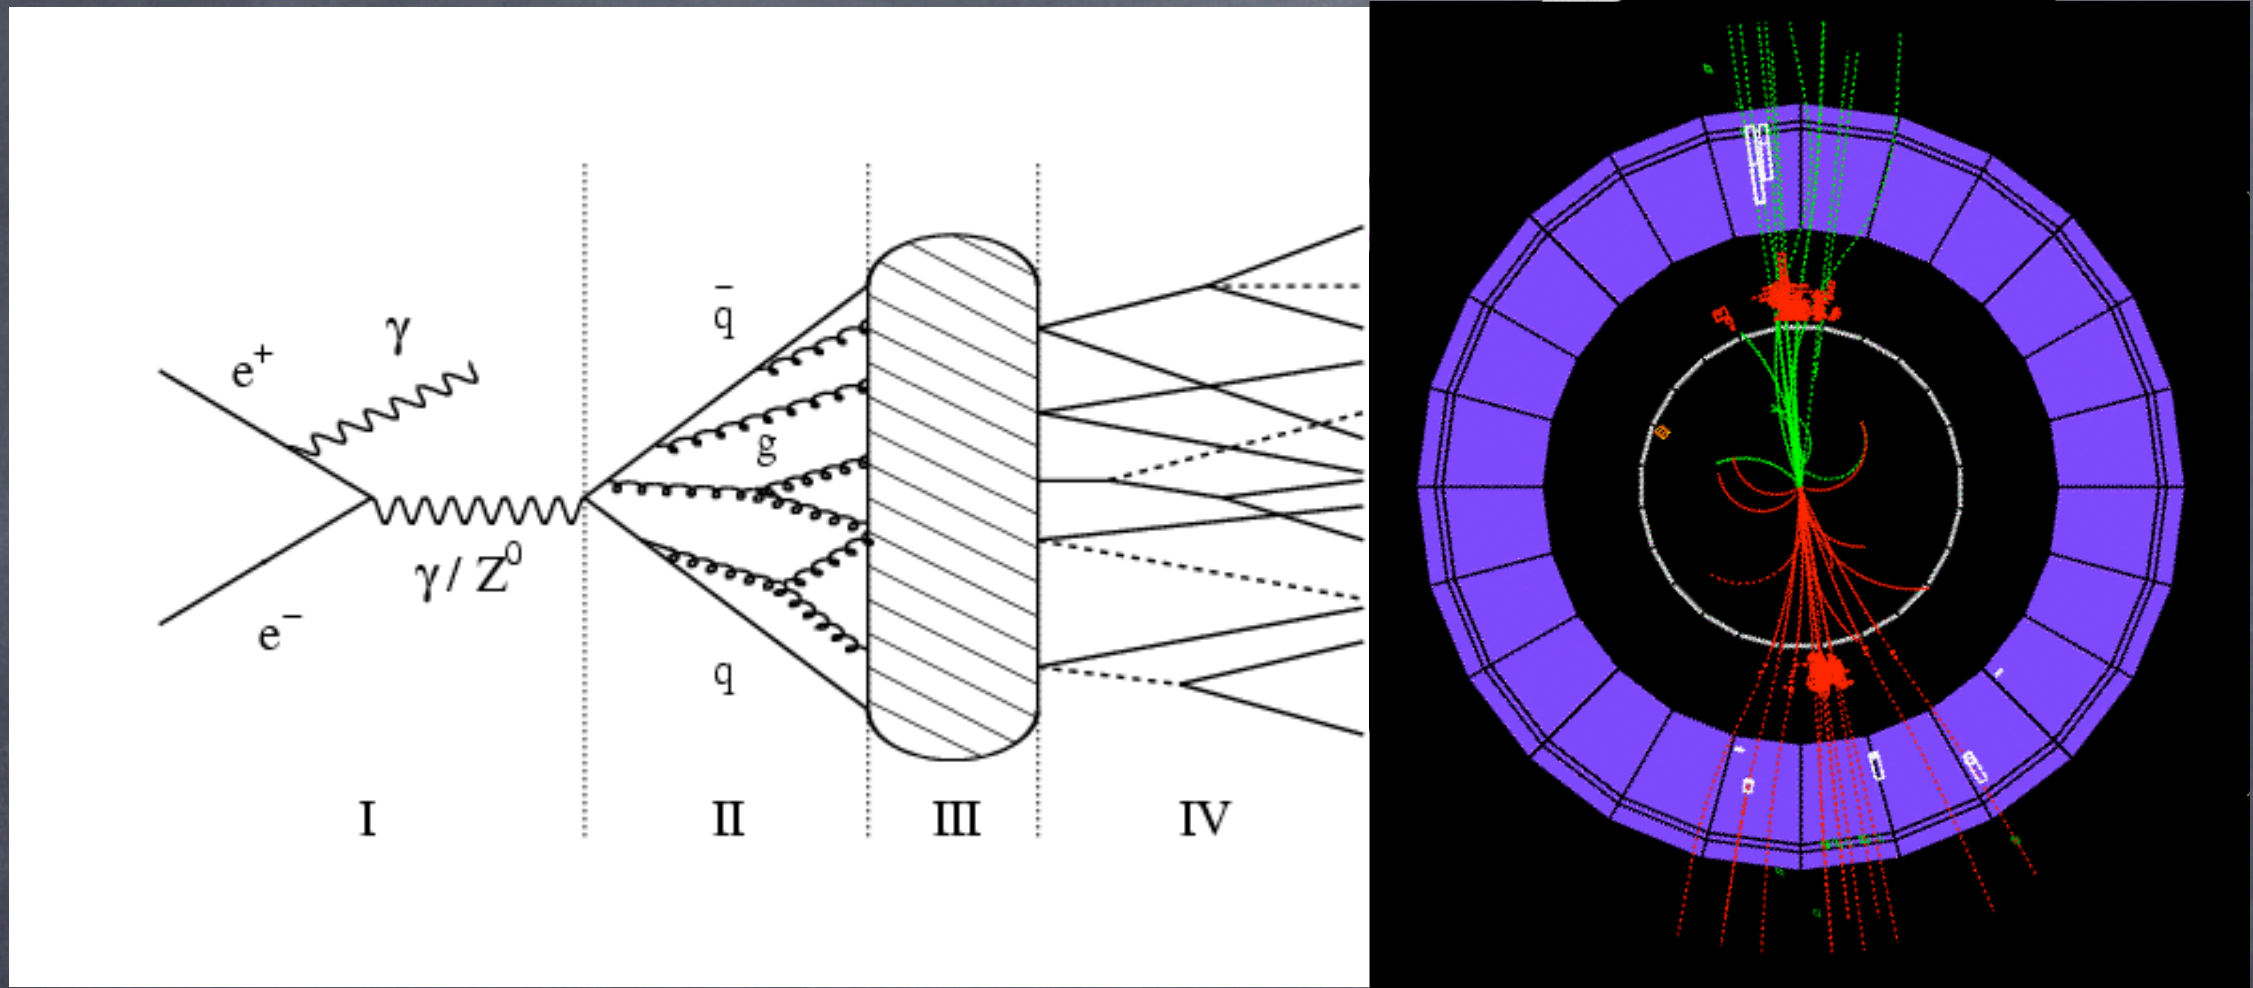 e⁺
γ
γ / Z⁰
e⁻
q̄
g
q
I II III IV